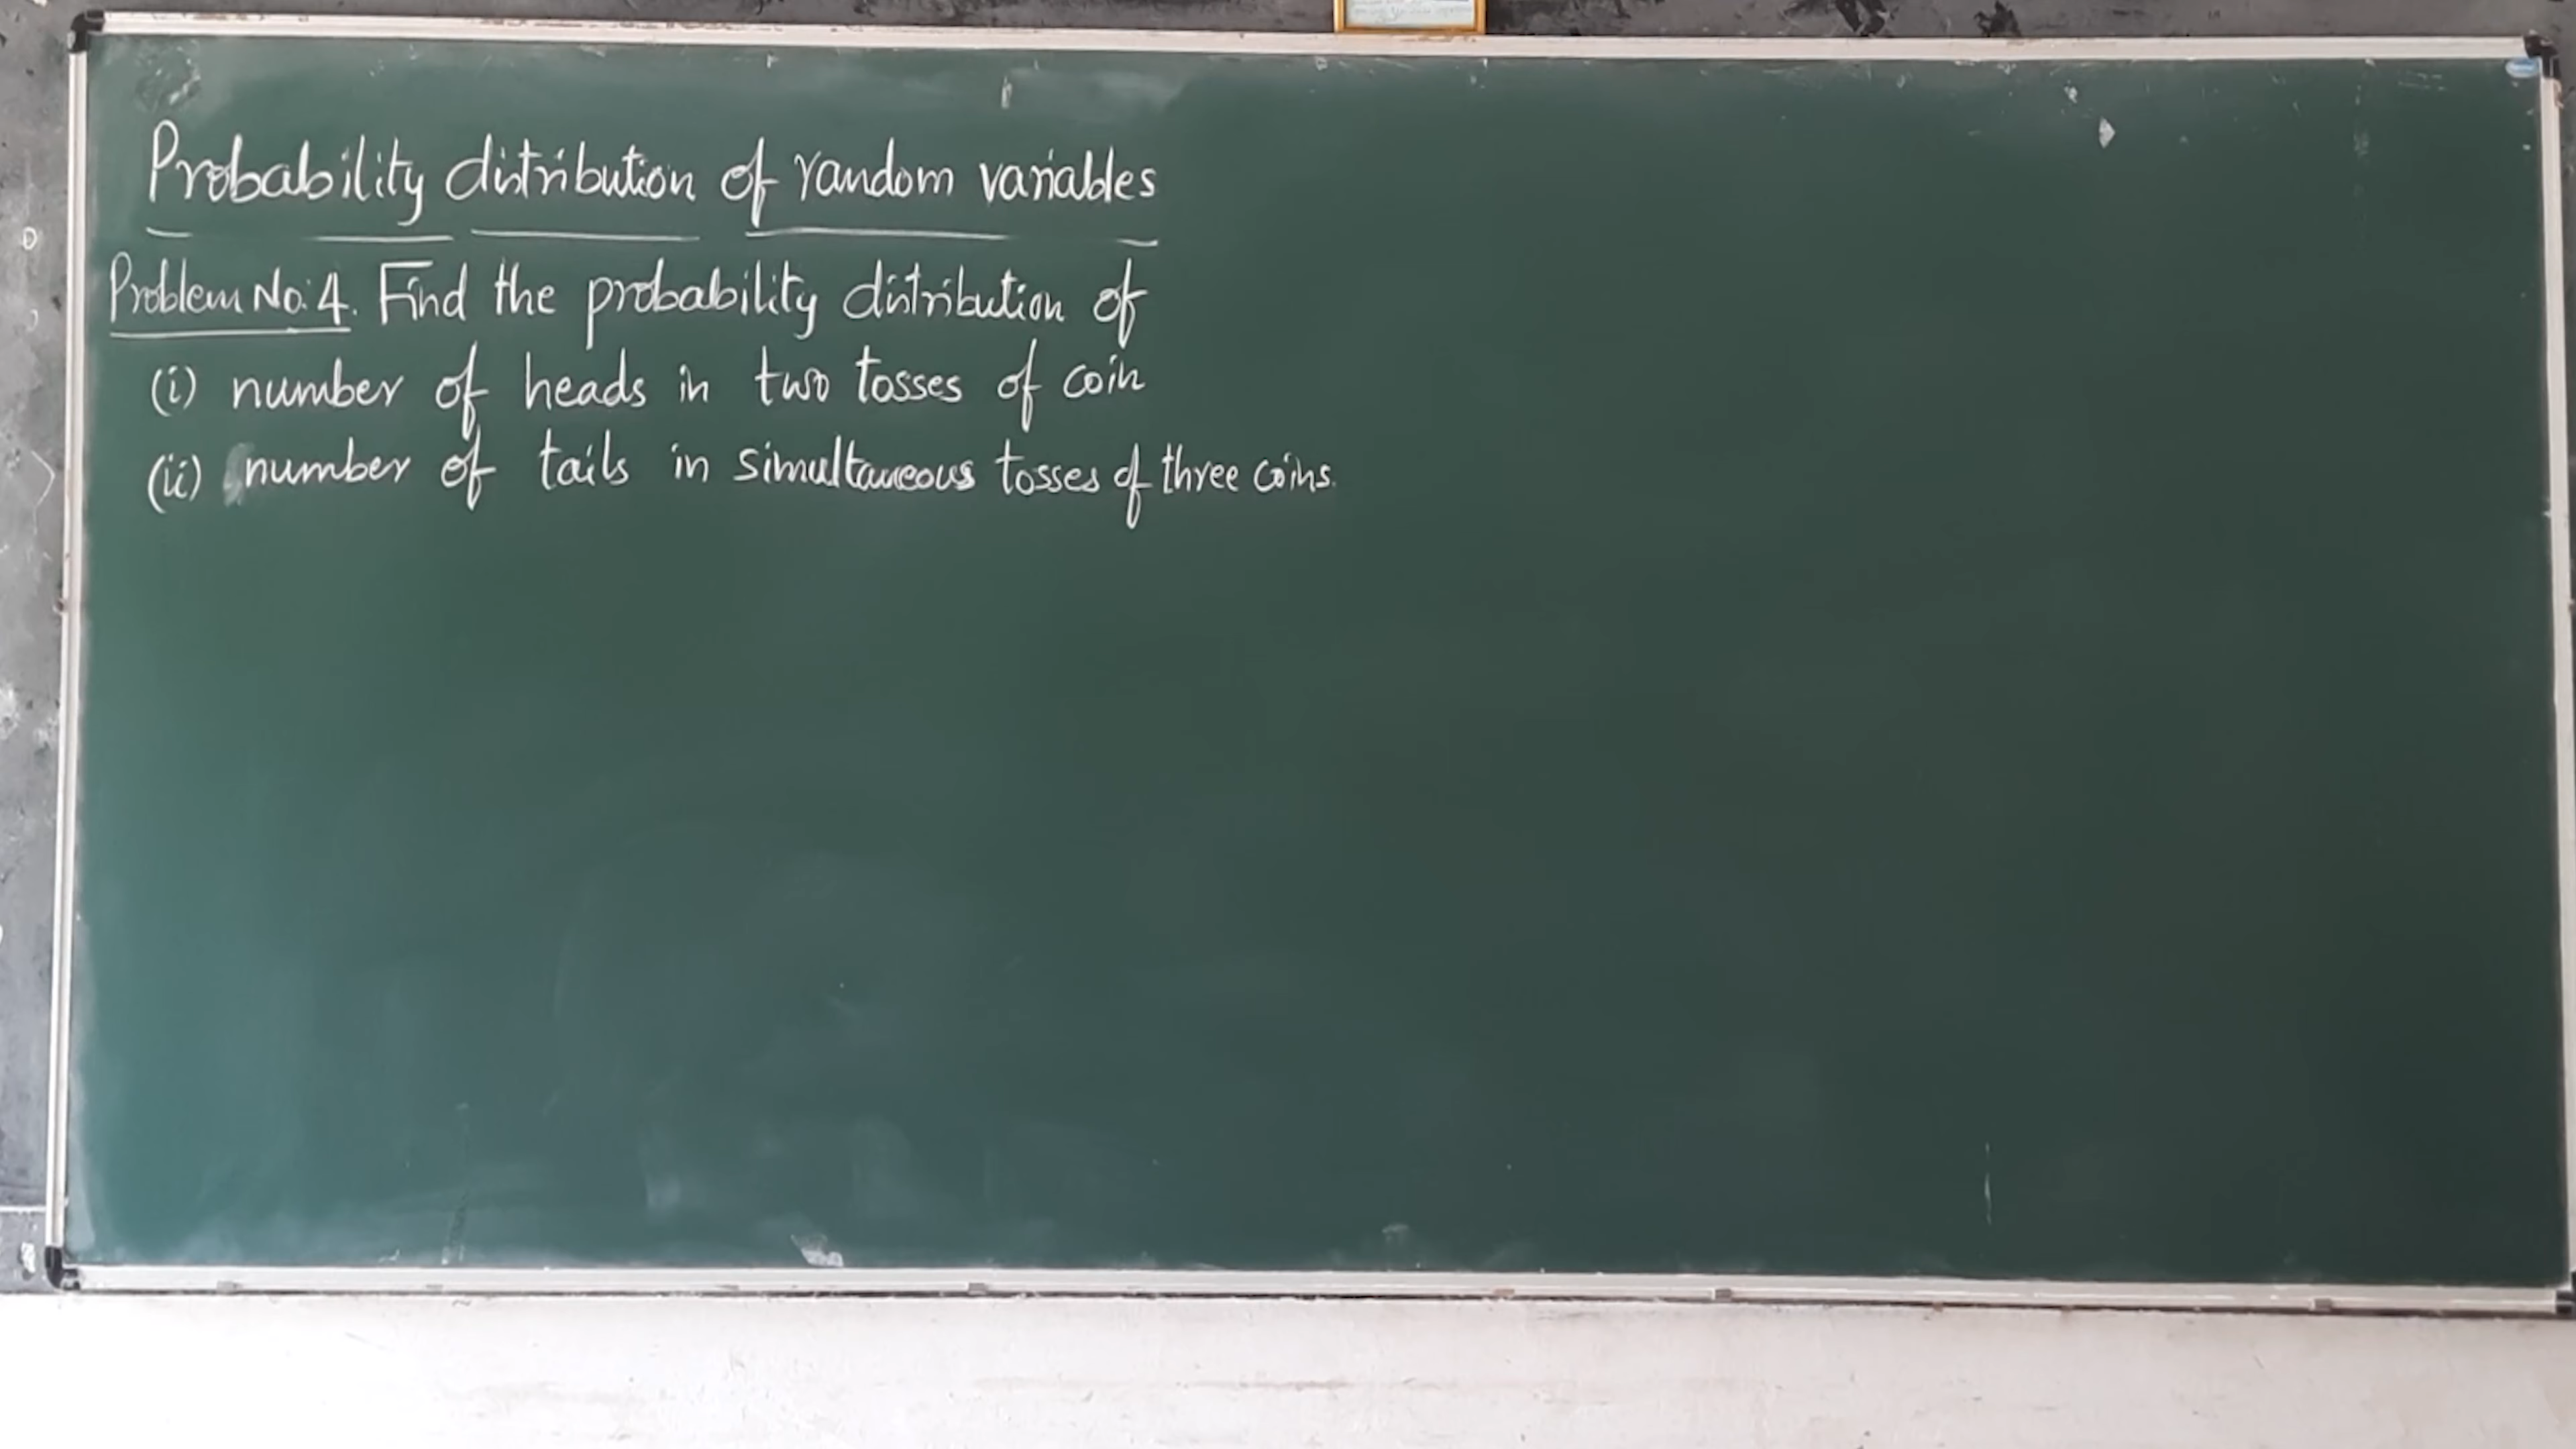 Probability distribution of random variables
Problem No: 4. Find the probability distribution of
(i) number of heads in two tosses of coin
(ii) number of tails in simultaneous tosses of three coins.